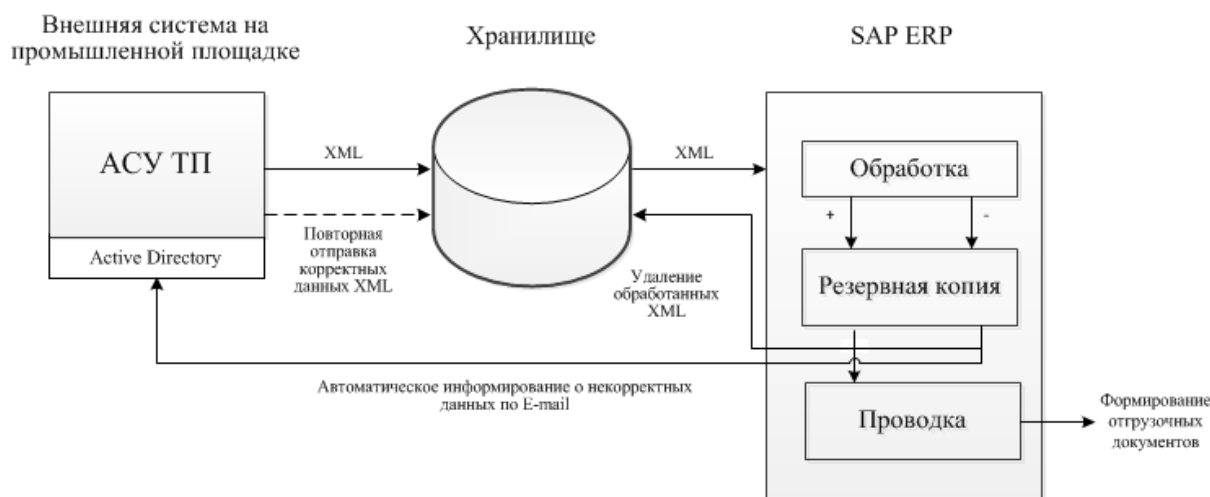 Внешняя система на
промышленной площадке
Хранилище
SAP ERP
АСУ ТП
Active Directory
XML
Повторная
отправка
корректных
данных XML
XML
Удаление
обработанных
XML
Обработка
+
-
Резервная копия
Автоматическое информирование о некорректных
данных по E-mail
Проводка
Формирование
отгрузочных
документов